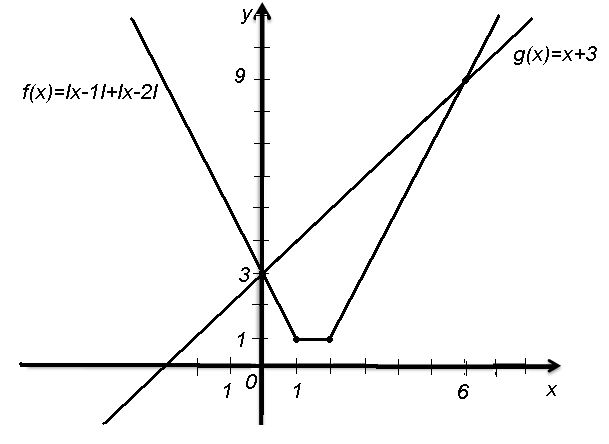 y
g(x)=x+3
9
f(x)=lx-1l+lx-2l
3
1
0
1
1
6
x